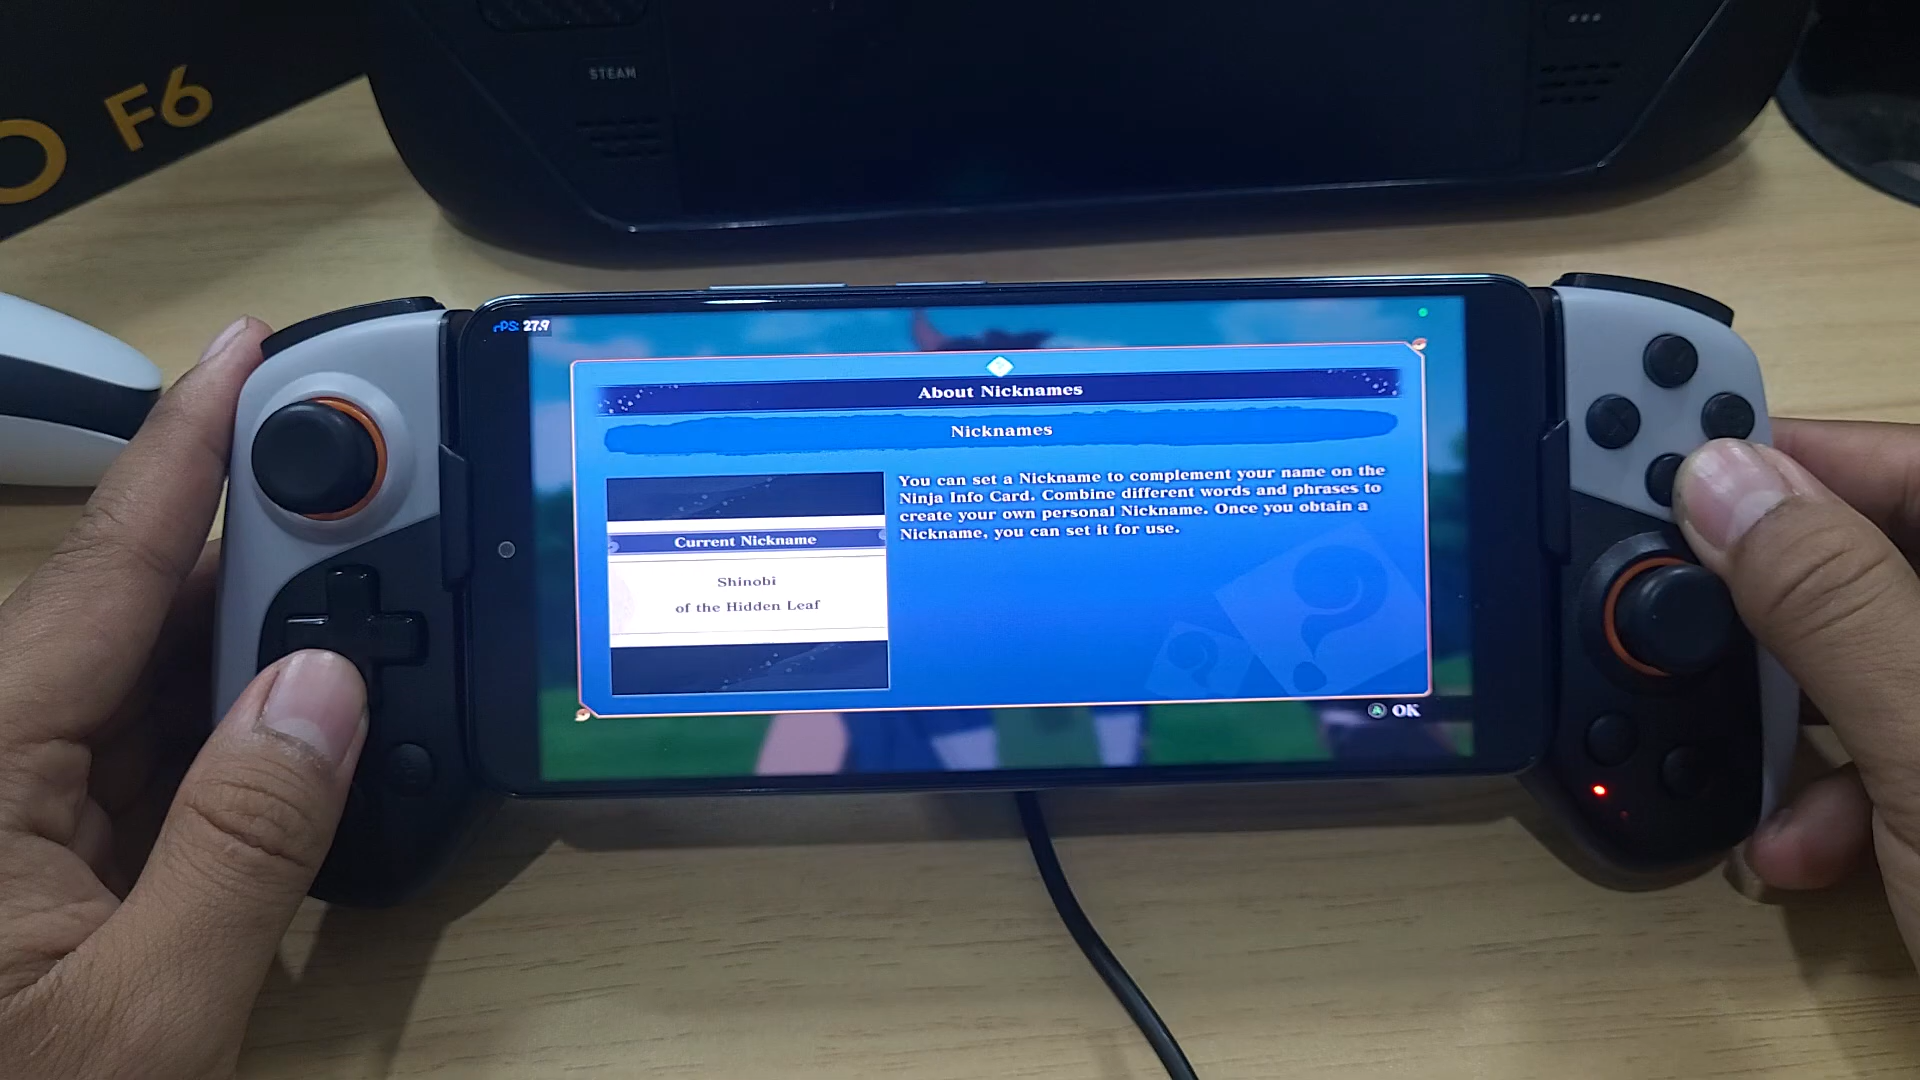 STEAM
F6
FPS: 27.9
About Nicknames
Nicknames
You can set a Nickname to complement your name on the
Ninja Info Card. Combine different words and phrases to
create your own personal Nickname. Once you obtain a
Nickname, you can set it for use.
Current Nickname
Shinobi
of the Hidden Leaf
A OK